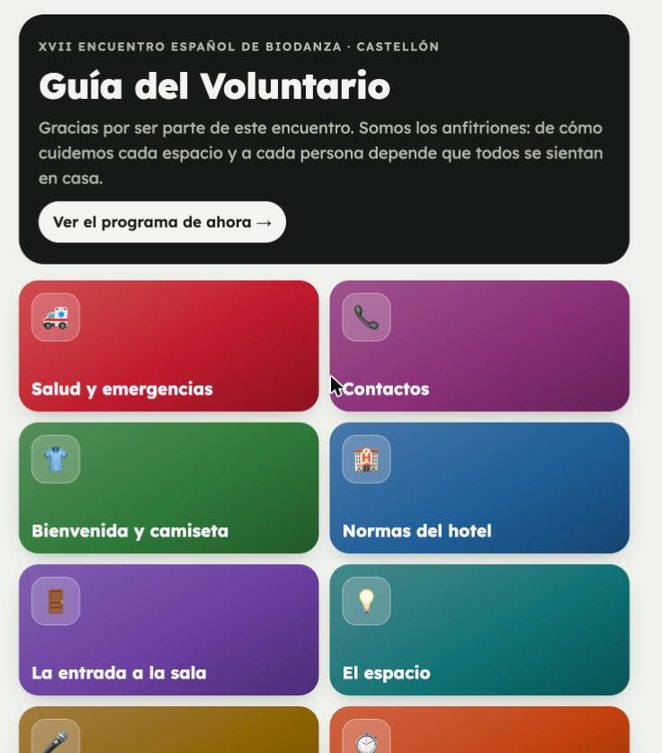 XVII ENCUENTRO ESPAÑOL DE BIODANZA · CASTELLÓN
Guía del Voluntario
Gracias por ser parte de este encuentro. Somos los anfitriones: de cómo
cuidemos cada espacio y a cada persona depende que todos se sientan
en casa.
Ver el programa de ahora →
Salud y emergencias
Contactos
Bienvenida y camiseta
Normas del hotel
La entrada a la sala
El espacio